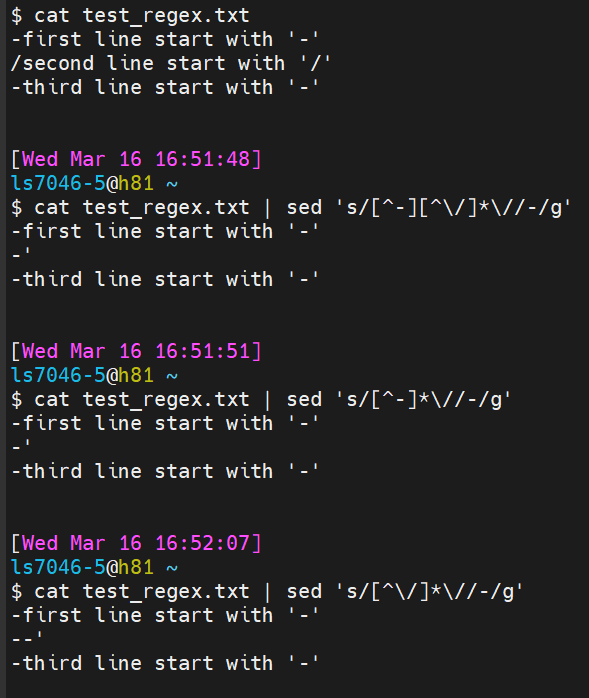 $ cat test_regex.txt
-first line start with '-'
/second line start with '/'
-third line start with '-'
[Wed Mar 16 16:51:48]
ls7046-5@h81 ~
$ cat test_regex.txt | sed 's/[^-][^\/]*\//-/g'
-first line start with '-'
-'
-third line start with '-'
[Wed Mar 16 16:51:51]
ls7046-5@h81 ~
$ cat test_regex.txt | sed 's/[^-]*\//-/g'
-first line start with '-'
-'
-third line start with '-'
[Wed Mar 16 16:52:07]
ls7046-5@h81 ~
$ cat test_regex.txt | sed 's/[^\/]*\//-/g'
-first line start with '-'
--'
-third line start with '-'